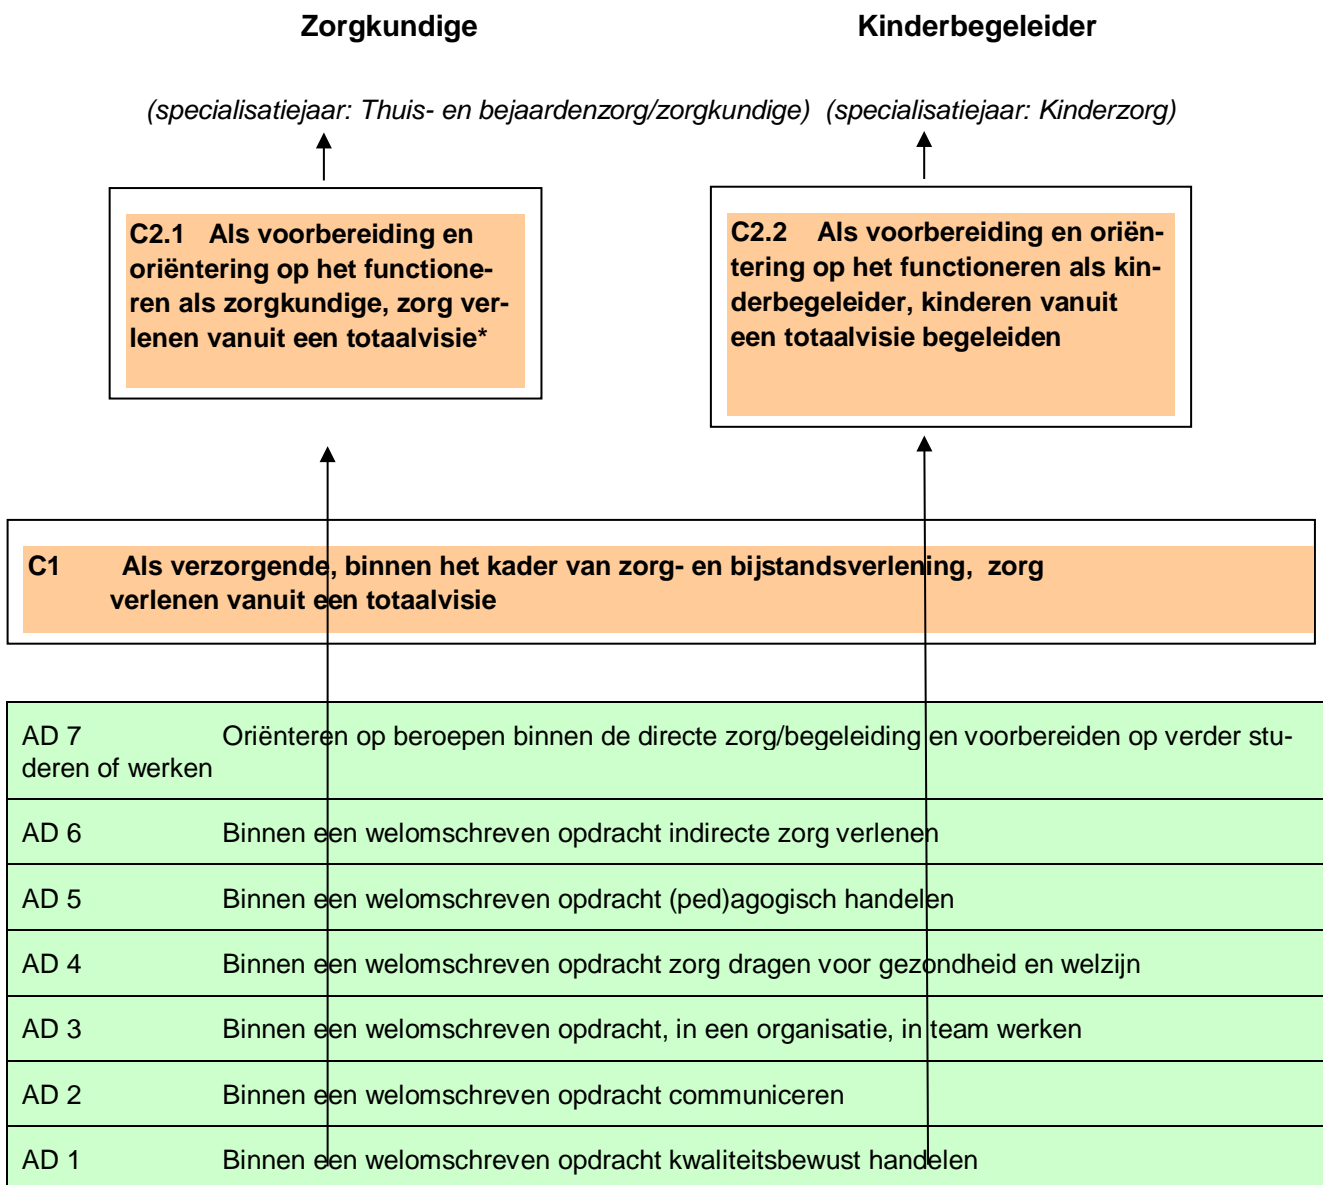 Zorgkundige Kinderbegeleider
(specialisatiejaar: Thuis- en bejaardenzorg/zorgkundige) (specialisatiejaar: Kinderzorg)
C2.1 Als voorbereiding en
oriëntering op het functione-
ren als zorgkundige, zorg ver-
lenen vanuit een totaalvisie*
C2.2 Als voorbereiding en oriën-
tering op het functioneren als kin-
derbegeleider, kinderen vanuit
een totaalvisie begeleiden
C1 Als verzorgende, binnen het kader van zorg- en bijstandsverlening, zorg
verlenen vanuit een totaalvisie
AD 7 Oriënteren op beroepen binnen de directe zorg/begeleiding en voorbereiden op verder stu-
deren of werken
AD 6 Binnen een welomschreven opdracht indirecte zorg verlenen
AD 5 Binnen een welomschreven opdracht (ped)agogisch handelen
AD 4 Binnen een welomschreven opdracht zorg dragen voor gezondheid en welzijn
AD 3 Binnen een welomschreven opdracht, in een organisatie, in team werken
AD 2 Binnen een welomschreven opdracht communiceren
AD 1 Binnen een welomschreven opdracht kwaliteitsbewust handelen